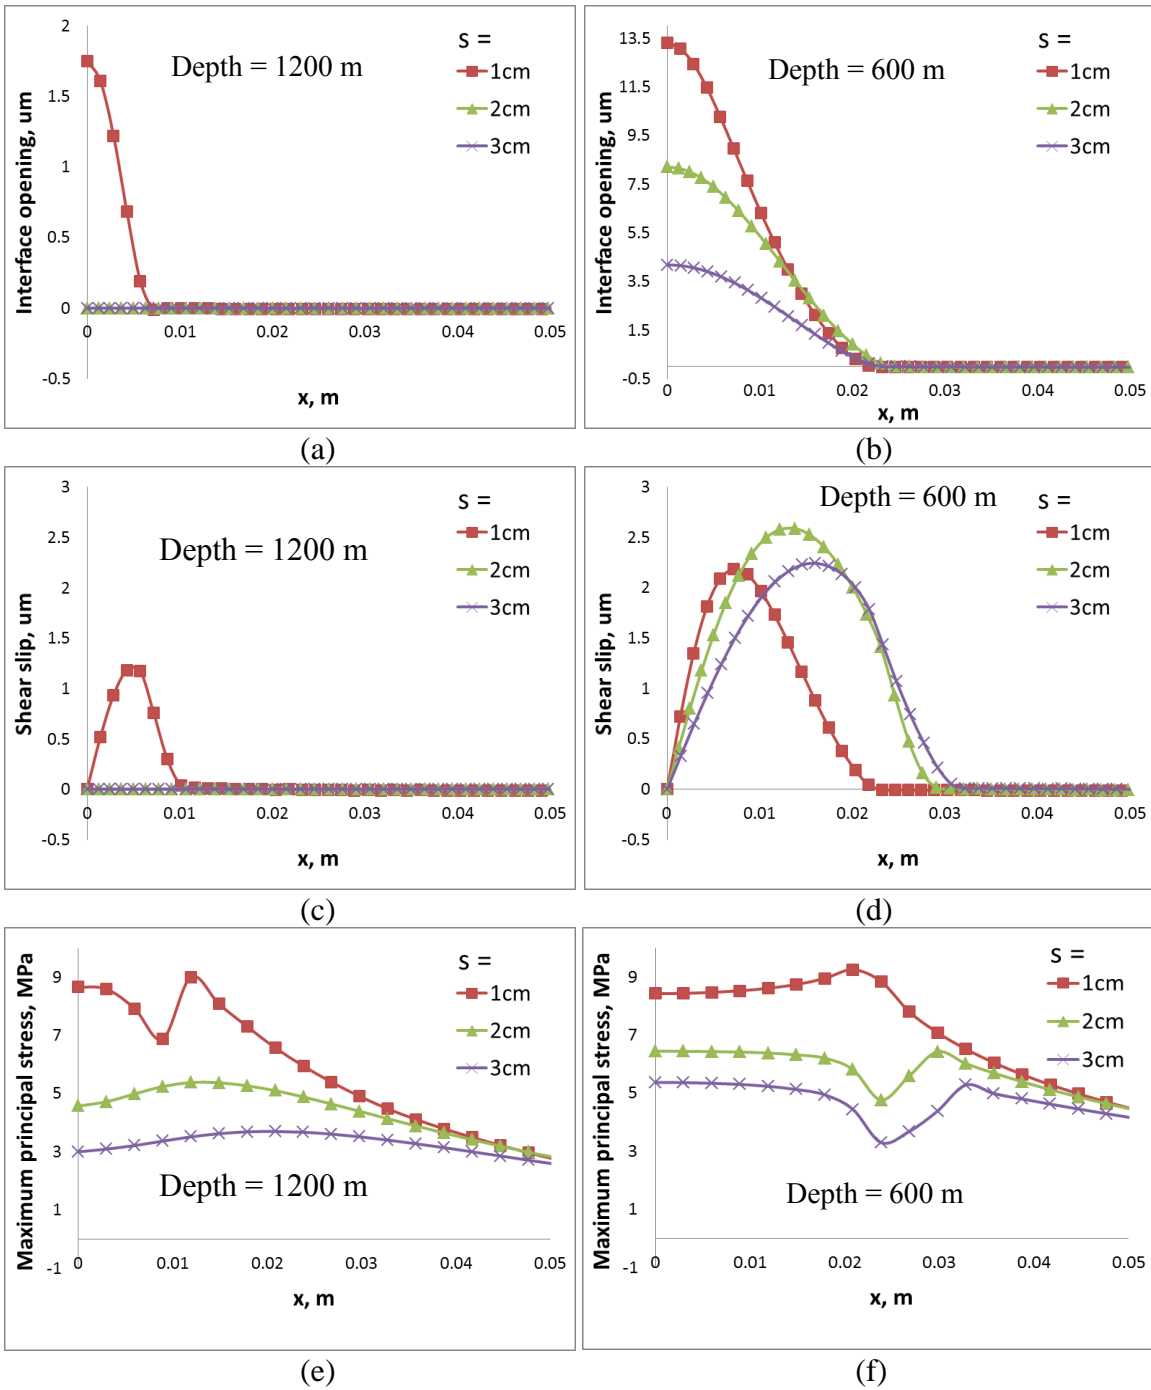 2
1.5
1
0.5
0
-0.5
Interface opening, um
Depth = 1200 m
s =
1cm
2cm
3cm
0 0.01 0.02 0.03 0.04 0.05
x, m
(a)
13.5
11.5
9.5
7.5
5.5
3.5
1.5
-0.5
Interface opening, um
Depth = 600 m
s =
1cm
2cm
3cm
0 0.01 0.02 0.03 0.04 0.05
x, m
(b)
3
2.5
2
1.5
1
0.5
0
-0.5
Shear slip, um
Depth = 1200 m
s =
1cm
2cm
3cm
0 0.01 0.02 0.03 0.04 0.05
x, m
(c)
3
2.5
2
1.5
1
0.5
0
-0.5
Shear slip, um
Depth = 600 m
s =
1cm
2cm
3cm
0 0.01 0.02 0.03 0.04 0.05
x, m
(d)
9
7
5
3
1
-1
Maximum principal stress, MPa
s =
1cm
2cm
3cm
Depth = 1200 m
0 0.01 0.02 0.03 0.04 0.05
x, m
(e)
9
7
5
3
1
-1
Maximum principal stress, MPa
s =
1cm
2cm
3cm
Depth = 600 m
0 0.01 0.02 0.03 0.04 0.05
x, m
(f)